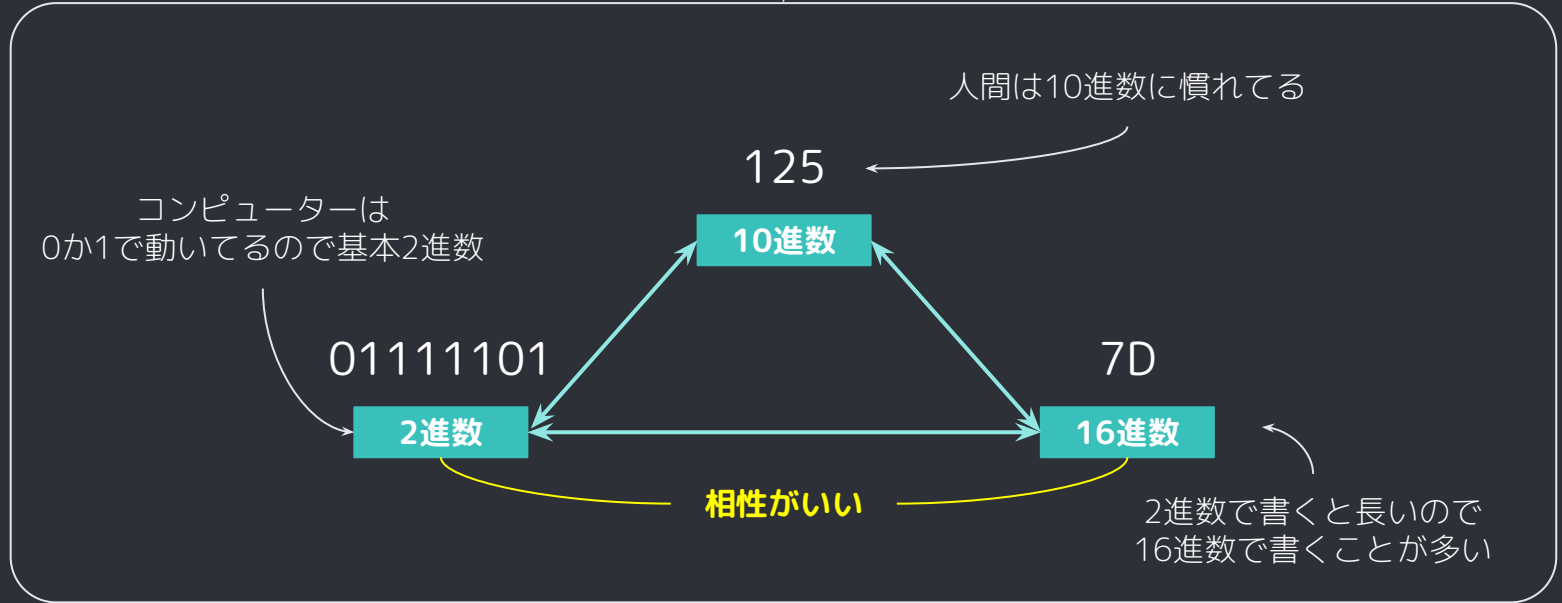 人間は10進数に慣れてる
125
10進数
コンピューターは
0か1で動いてるので基本2進数
01111101
2進数
7D
16進数
相性がいい
2進数で書くと長いので
16進数で書くことが多い